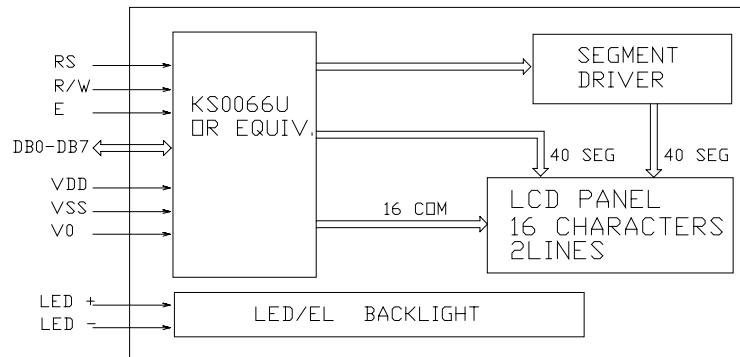 RS
R/W
E
DB0-DB7
VDD
VSS
V0
LED +
LED -
KS0066U
OR EQUIV.
SEGMENT
DRIVER
40 SEG
40 SEG
16 COM
LCD PANEL
16 CHARACTERS
2LINES
LED/EL BACKLIGHT